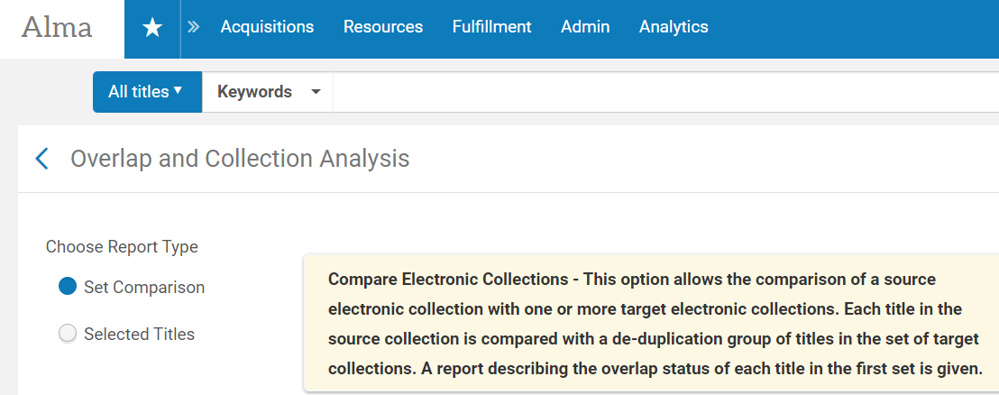 Alma
Acquisitions Resources Fulfillment Admin Analytics
All titles Keywords
Overlap and Collection Analysis
Choose Report Type
Set Comparison
Selected Titles
Compare Electronic Collections - This option allows the comparison of a source
electronic collection with one or more target electronic collections. Each title in the
source collection is compared with a de-duplication group of titles in the set of target
collections. A report describing the overlap status of each title in the first set is given.